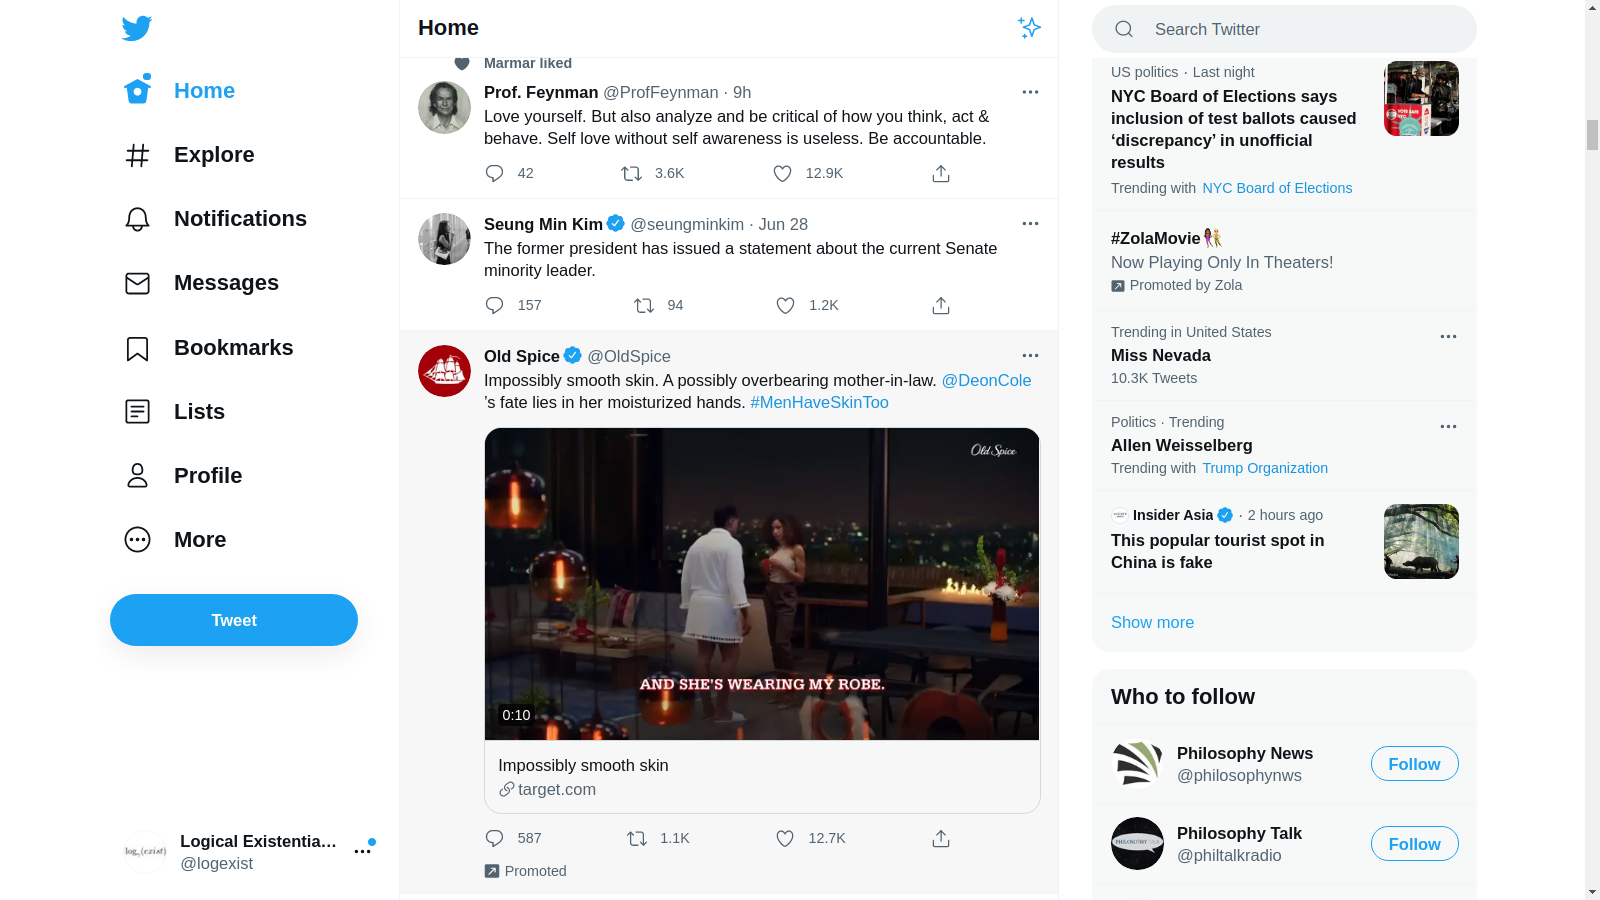 Home
Explore
Notifications
Messages
Bookmarks
Lists
Profile
More
Tweet
log (exist)
Logical Existentia…
@logexist
Home
Marmar liked
Prof. Feynman @ProfFeynman · 9h
Love yourself. But also analyze and be critical of how you think, act &
behave. Self love without self awareness is useless. Be accountable.
42 3.6K 12.9K
Seung Min Kim @seungminkim · Jun 28
The former president has issued a statement about the current Senate
minority leader.
157 94 1.2K
Old Spice @OldSpice
Impossibly smooth skin. A possibly overbearing mother-in-law. @DeonCole
’s fate lies in her moisturized hands. #MenHaveSkinToo
Old Spice
AND SHE'S WEARING MY ROBE.
0:10
Impossibly smooth skin
target.com
587 1.1K 12.7K
Promoted
Search Twitter
US politics · Last night
NYC Board of Elections says
inclusion of test ballots caused
‘discrepancy’ in unofficial
results
Trending with NYC Board of Elections
#ZolaMovie
Now Playing Only In Theaters!
Promoted by Zola
Trending in United States
Miss Nevada
10.3K Tweets
Politics · Trending
Allen Weisselberg
Trending with Trump Organization
Insider Asia · 2 hours ago
This popular tourist spot in
China is fake
Show more
Who to follow
Philosophy News
@philosophynws
Follow
PHILOSOPHY TALK
Philosophy Talk
@philtalkradio
Follow